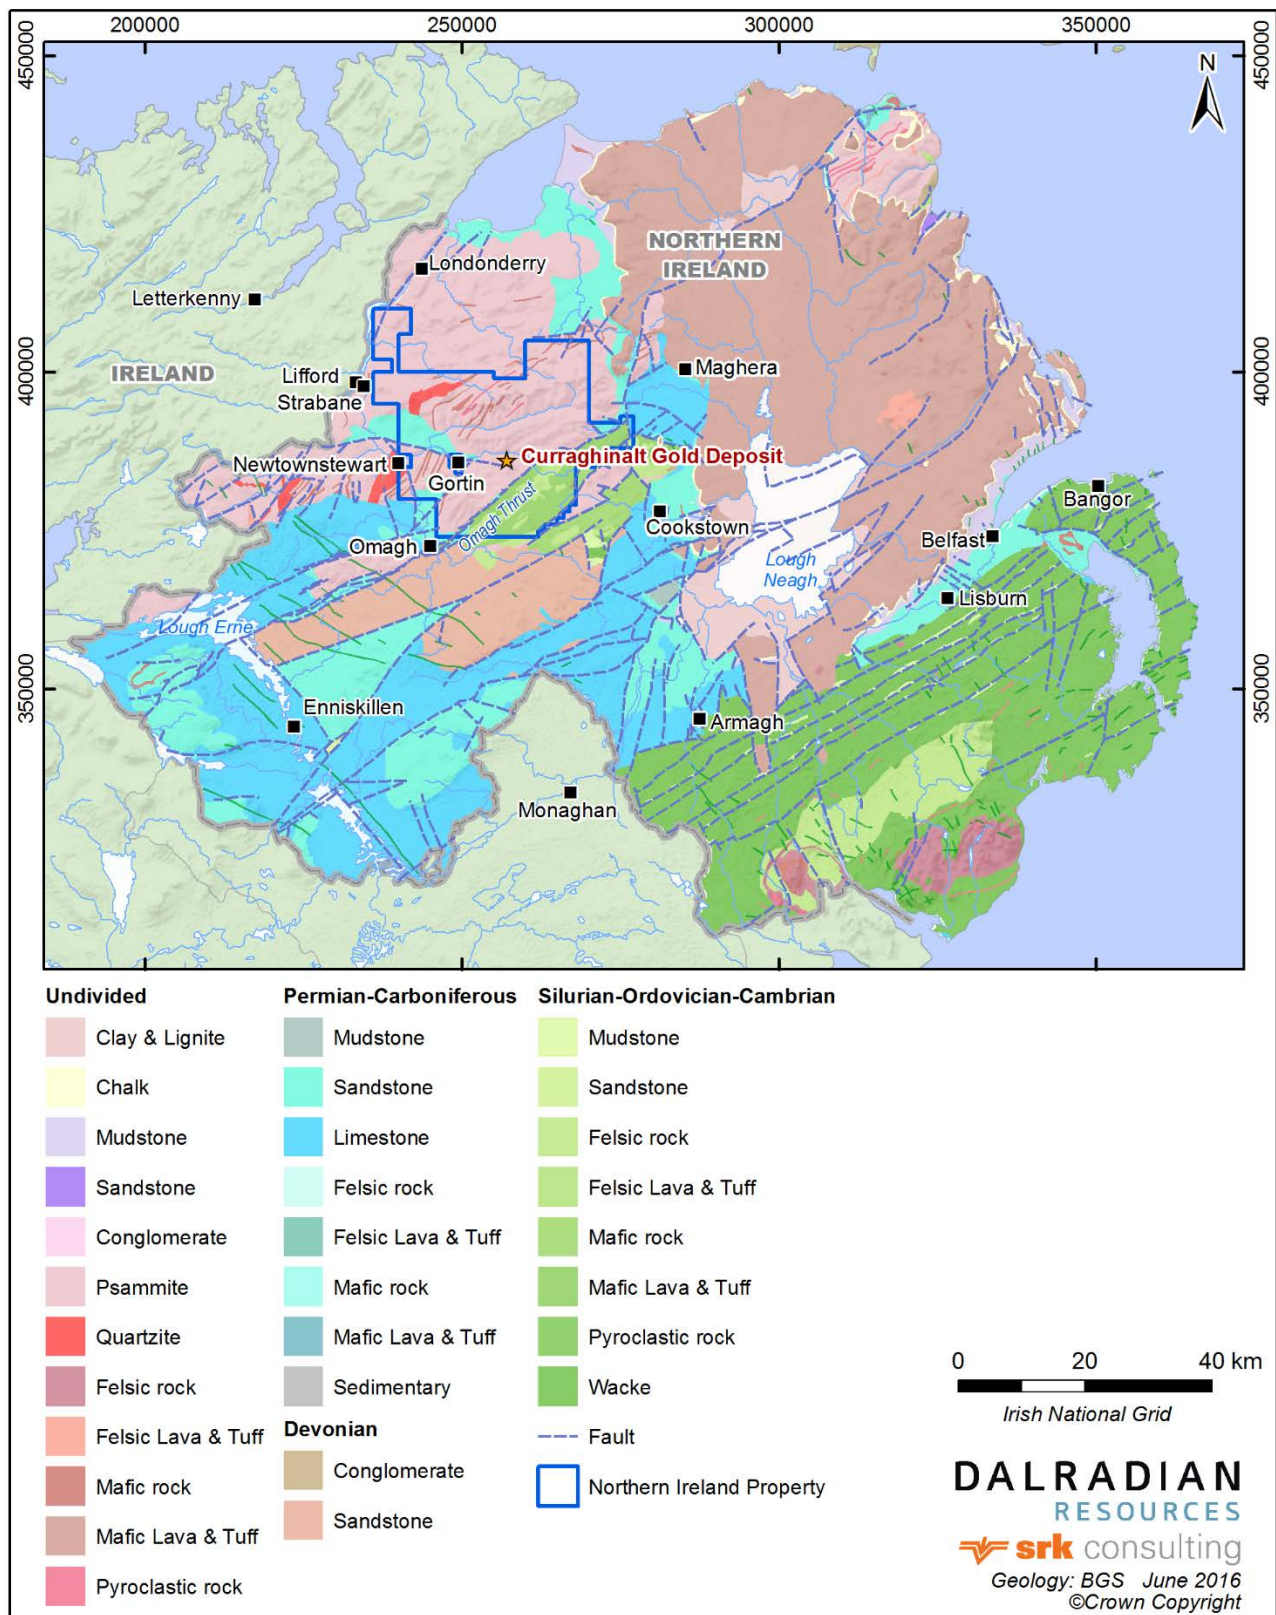 200000
250000
300000
350000
450000
450000
N
NORTHERN
IRELAND
Londonderry
Letterkenny
400000
400000
IRELAND
Lifford
Strabane
Maghera
Newtownstewart
Curraghinalt Gold Deposit
Gortin
Omagh Thrust
Cookstown
Bangor
Omagh
Belfast
Lough
Neagh
Lisburn
Lough Erne
350000
350000
Enniskillen
Armagh
Monaghan
Undivided
Clay & Lignite
Chalk
Mudstone
Sandstone
Conglomerate
Psammite
Quartzite
Felsic rock
Felsic Lava & Tuff
Mafic rock
Mafic Lava & Tuff
Pyroclastic rock
Permian-Carboniferous
Mudstone
Sandstone
Limestone
Felsic rock
Felsic Lava & Tuff
Mafic rock
Mafic Lava & Tuff
Sedimentary
Devonian
Conglomerate
Sandstone
Silurian-Ordovician-Cambrian
Mudstone
Sandstone
Felsic rock
Felsic Lava & Tuff
Mafic rock
Mafic Lava & Tuff
Pyroclastic rock
Wacke
Fault
Northern Ireland Property
0 20 40 km
Irish National Grid
DALRADIAN
RESOURCES
srk consulting
Geology: BGS June 2016
©Crown Copyright